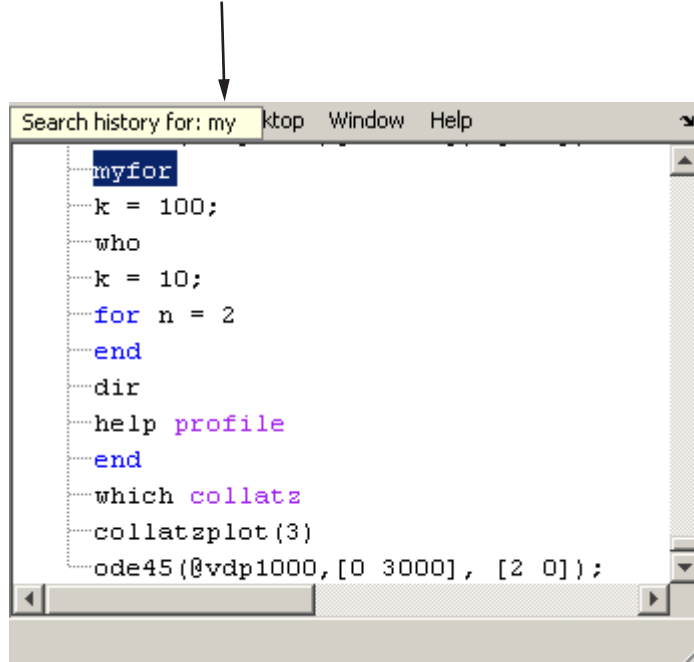 Search history for: my ktop Window Help
myfor
k = 100;
who
k = 10;
for n = 2
end
dir
help profile
end
which collatz
collatzplot(3)
ode45(@vdp1000,[0 3000], [2 0]);